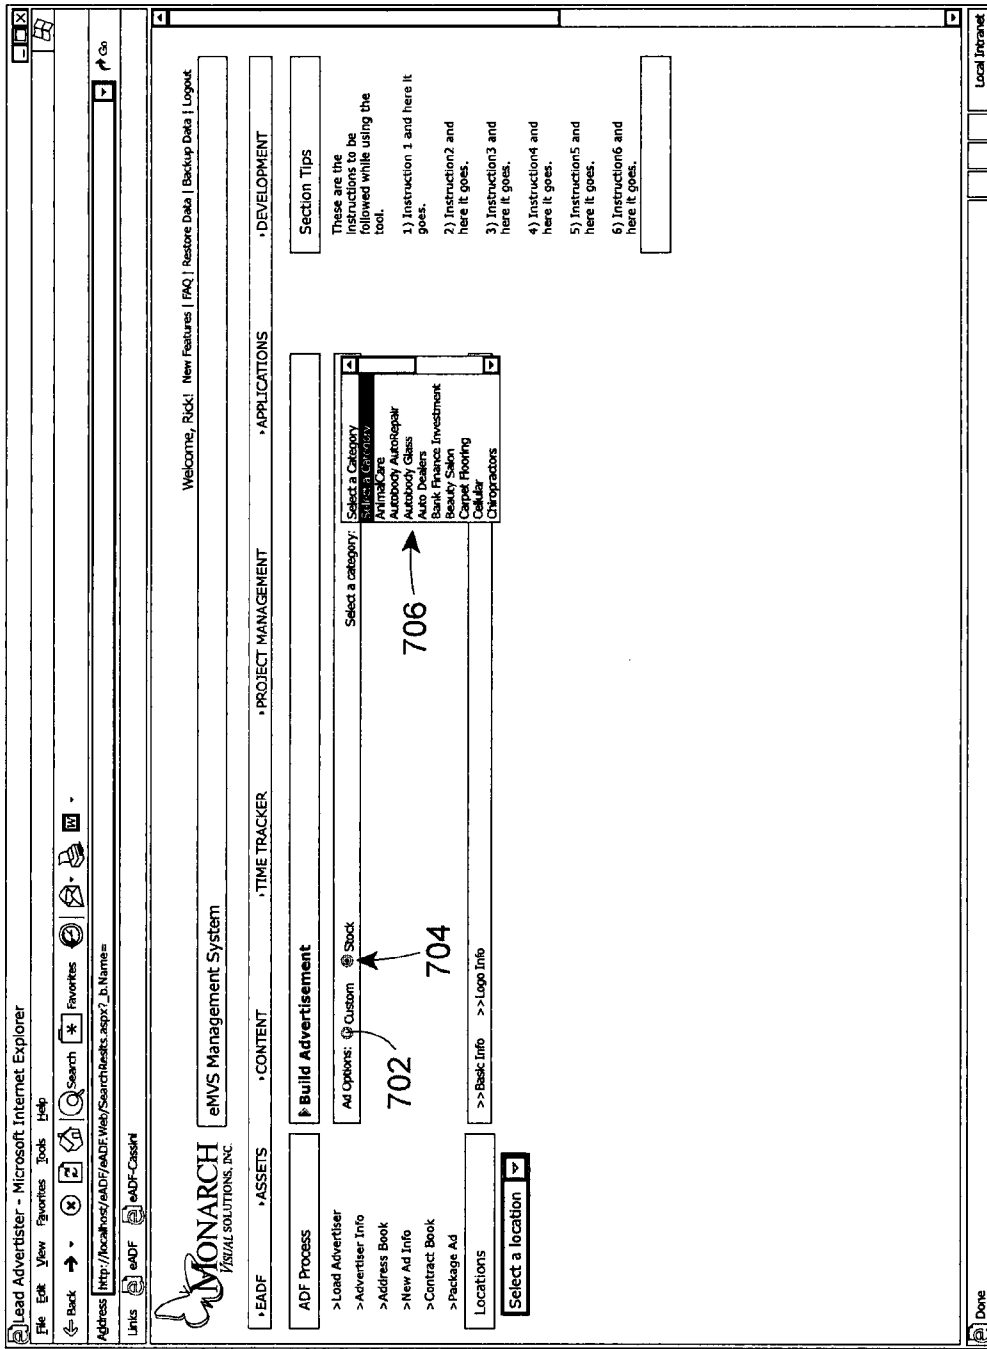 Lead Advertister - Microsoft Internet Explorer
File Edit View Favorites Tools Help
Back Search Favorites W
Address http://localhost/eADF/eADF.Web/SearchResits.aspx?_b.Name= Go
Links eADF eADF-Cassini
MONARCH
VISUAL SOLUTIONS, INC.
Welcome, Rick! New Features | FAQ | Restore Data | Backup Data | Logout
eMVS Management System
EADF ASSETS CONTENT TIME TRACKER PROJECT MANAGEMENT APPLICATIONS DEVELOPMENT
ADF Process
>Load Advertiser
>Advertiser Info
>Address Book
>New Ad Info
>Contract Book
>Package Ad
Locations
Select a location
Build Advertisement
Ad Options: Custom Stock
Select a category: Select a Category
Select a Category
AnimalCare
Autobody AutoRepair
Autobody Glass
Auto Dealers
Bank Finance Investment
Beauty Salon
Carpet Flooring
Cellular
Chiropractors
702
704
706
>>Basic Info >>Logo Info
Section Tips
These are the
instructions to be
followed while using the
tool.
1) Instruction 1 and here it
goes.
2) Instruction2 and
here it goes.
3) Instruction3 and
here it goes.
4) Instruction4 and
here it goes.
5) Instruction5 and
here it goes.
6) Instruction6 and
here it goes.
Done
Local Intranet